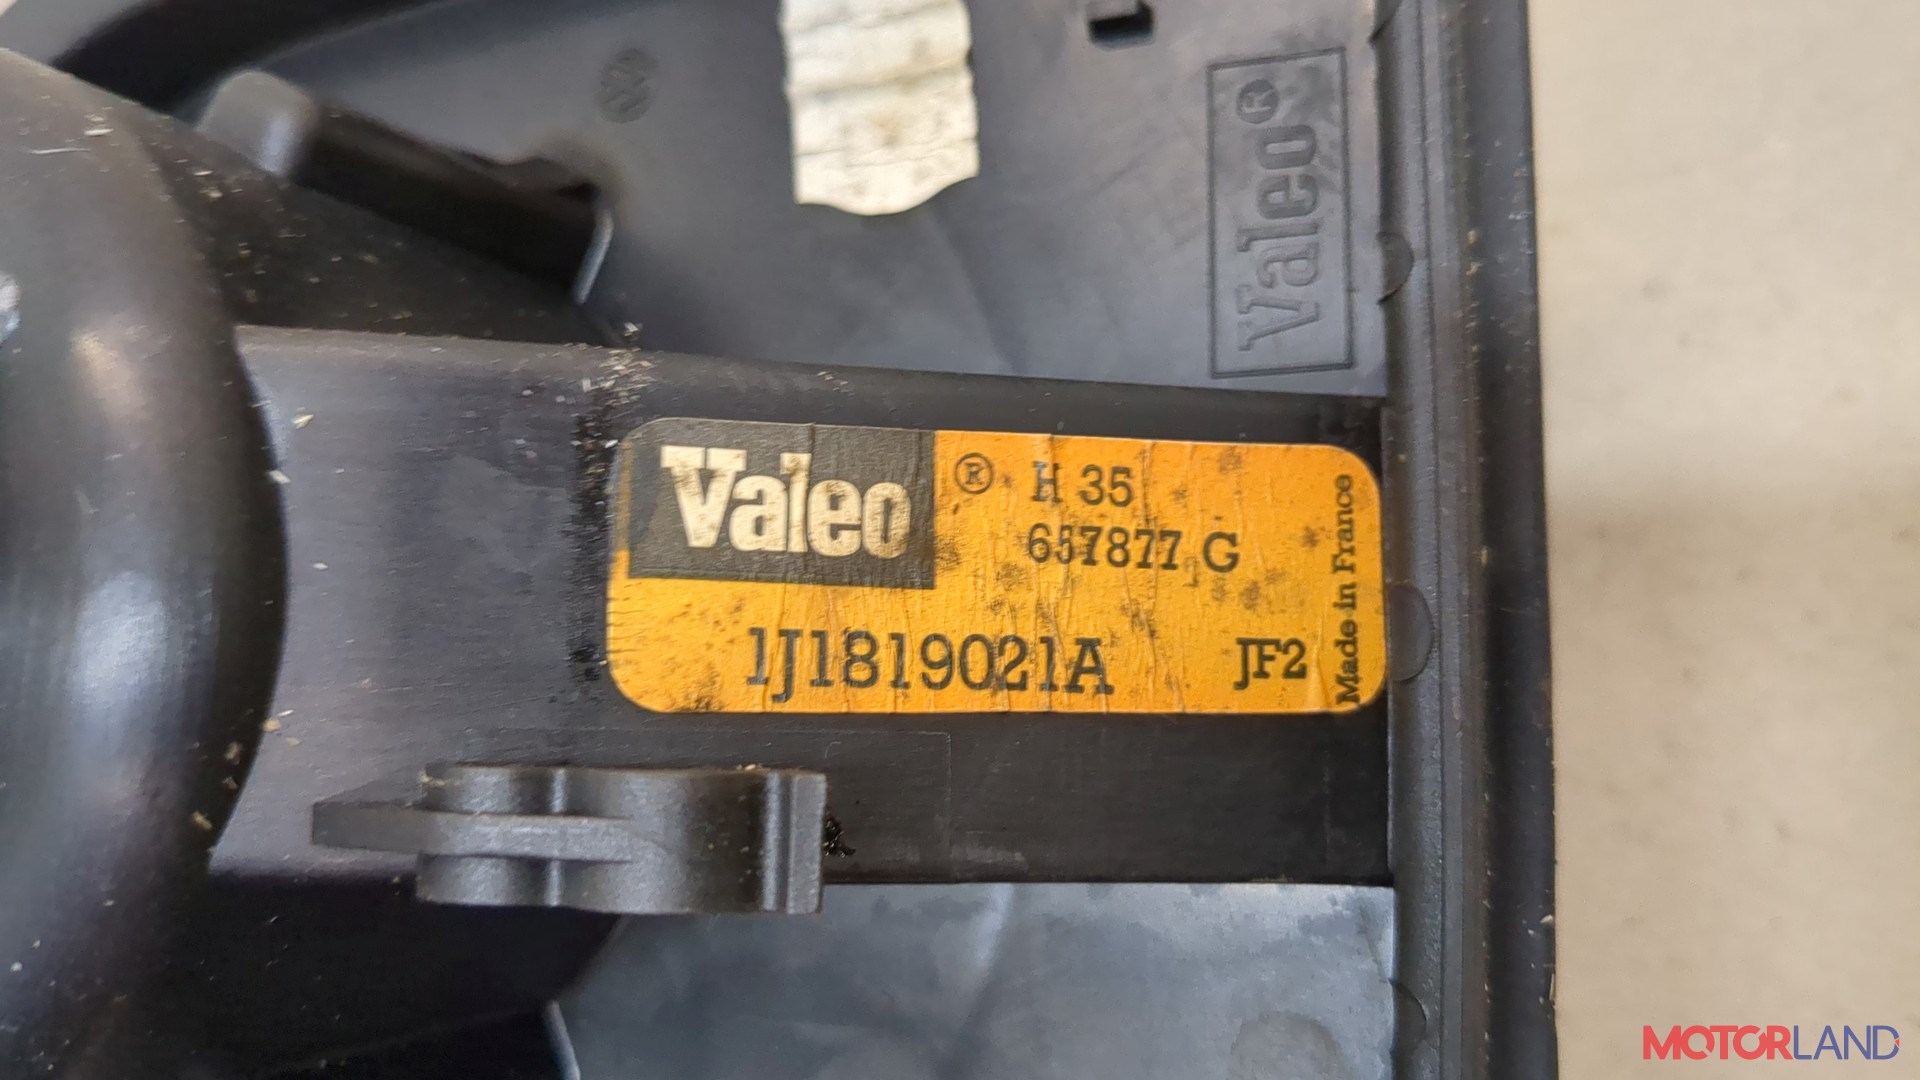 Valeo®
Valeo ® H 35
657877 G
1J1819021A JF2
Made in France
MOTORLAND